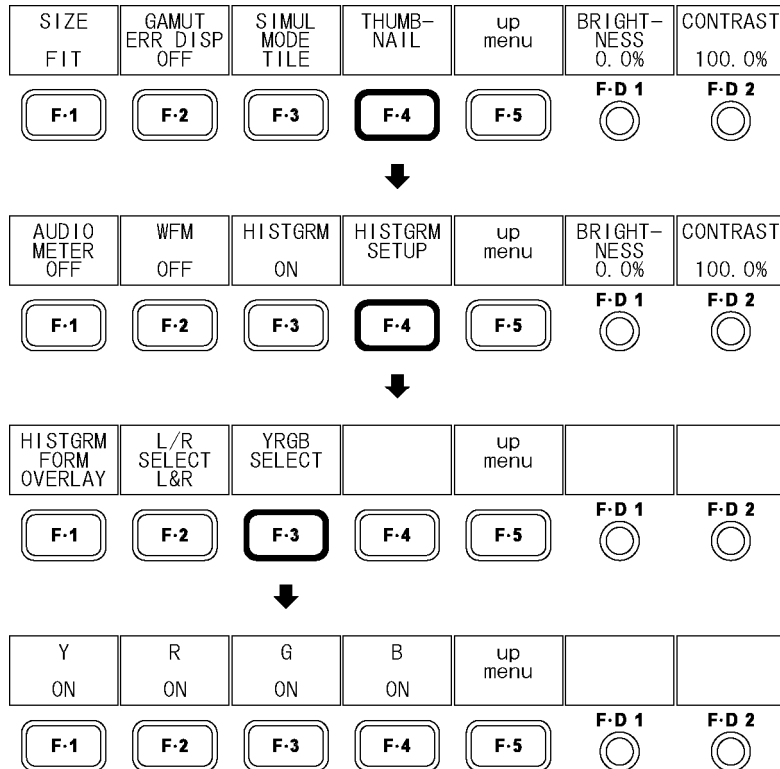 SIZE
FIT
GAMUT
ERR DISP
OFF
SIMUL
MODE
TILE
THUMB-
NAIL
up
menu
BRIGHT-
NESS
0.0%
CONTRAST
100.0%
F·1
F·2
F·3
F·4
F·5
F·D 1
F·D 2
AUDIO
METER
OFF
WFM
OFF
HISTGRM
ON
HISTGRM
SETUP
up
menu
BRIGHT-
NESS
0.0%
CONTRAST
100.0%
F·1
F·2
F·3
F·4
F·5
F·D 1
F·D 2
HISTGRM
FORM
OVERLAY
L/R
SELECT
L&R
YRGB
SELECT
up
menu
F·1
F·2
F·3
F·4
F·5
F·D 1
F·D 2
Y
ON
R
ON
G
ON
B
ON
up
menu
F·1
F·2
F·3
F·4
F·5
F·D 1
F·D 2